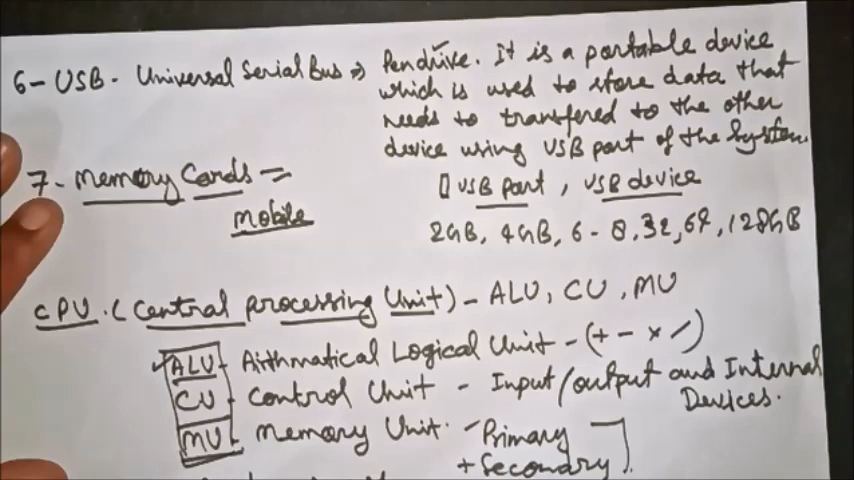 6- USB - Universal Serial Bus => Pendrive. It is a portable device
which is used to store data that
needs to transfered to the other
device using USB port of the System.
7- Memory Cards =
mobile
USB port, USB device
2GB, 4GB, 6-8, 32, 64, 128GB
CPU. (Central processing Unit) - ALU, CU, MU
ALU - Airthmatical Logical Unit - (+ - × /)
CU - Control Unit - Input/output and Internal
Devices.
MU - Memory Unit - Primary
+ Secondary